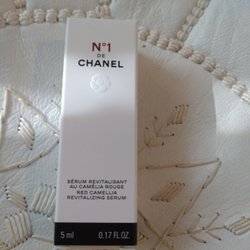 N°1
DE
CHANEL
SÉRUM REVITALISANT
AU CAMÉLIA ROUGE
RED CAMELLIA
REVITALIZING SERUM
5 ml 0.17 FL.OZ.